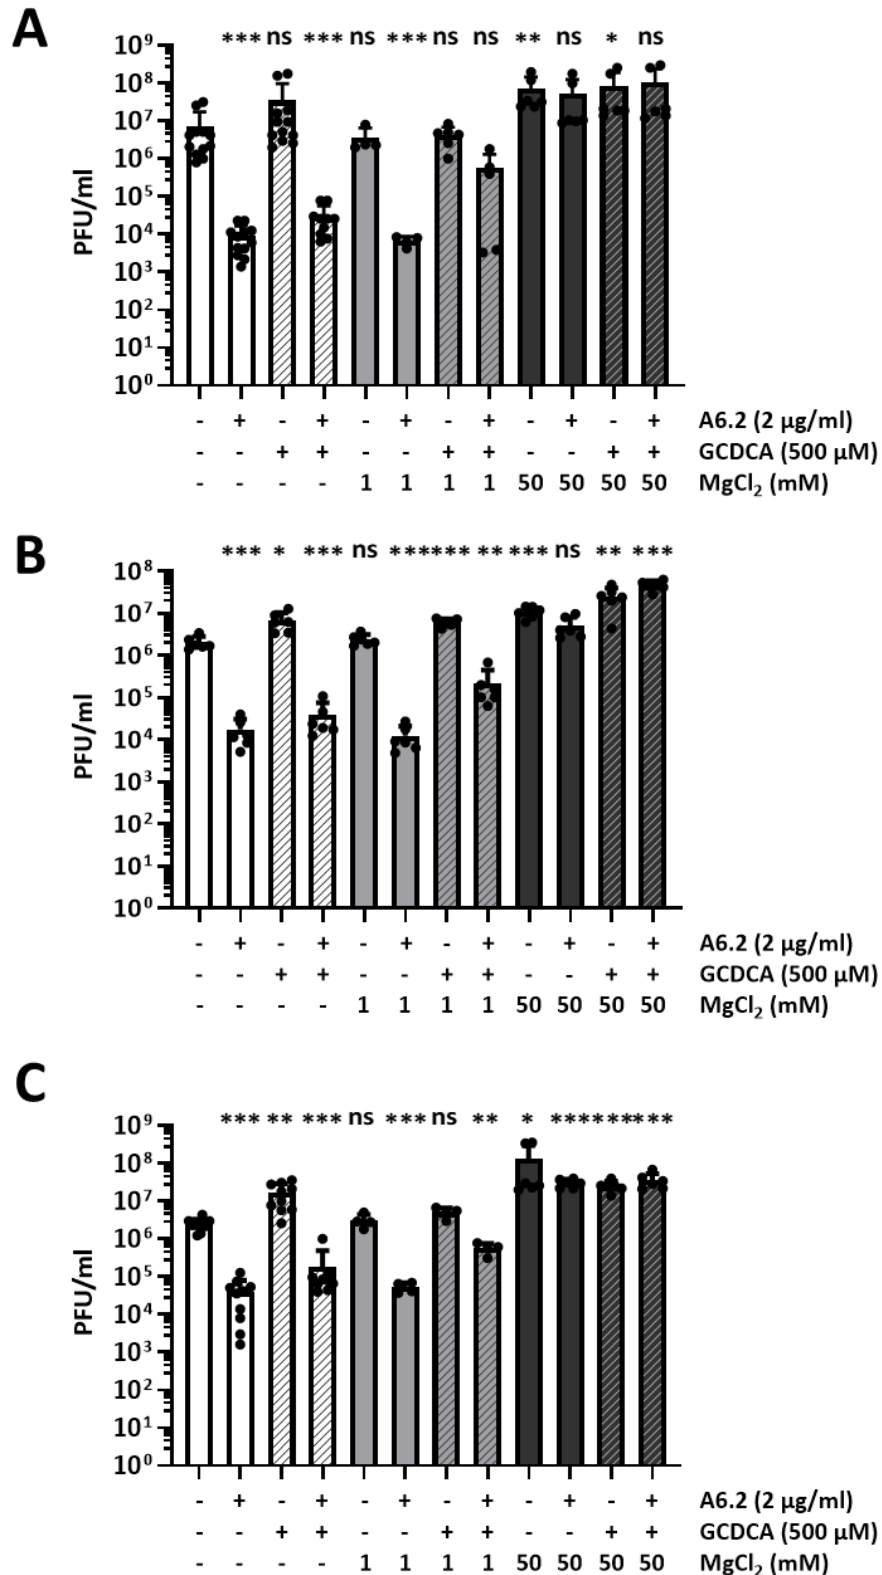 A
*** ns *** ns *** ns ns ** ns * ns
10⁹
10⁸
10⁷
10⁶
10⁵
10⁴
10³
10²
10¹
10⁰
PFU/ml
- + - + - + - + - + - + A6.2 (2 µg/ml)
- - + + - - + + - - + + GCDCA (500 µM)
- - - - 1 1 1 1 50 50 50 50 MgCl₂ (mM)
B
*** * *** ns *** *** ** *** ns ** ***
10⁸
10⁷
10⁶
10⁵
10⁴
10³
10²
10¹
10⁰
PFU/ml
- + - + - + - + - + - + A6.2 (2 µg/ml)
- - + + - - + + - - + + GCDCA (500 µM)
- - - - 1 1 1 1 50 50 50 50 MgCl₂ (mM)
C
*** ** *** ns *** ns ** * *** *** ***
10⁹
10⁸
10⁷
10⁶
10⁵
10⁴
10³
10²
10¹
10⁰
PFU/ml
- + - + - + - + - + - + A6.2 (2 µg/ml)
- - + + - - + + - - + + GCDCA (500 µM)
- - - - 1 1 1 1 50 50 50 50 MgCl₂ (mM)